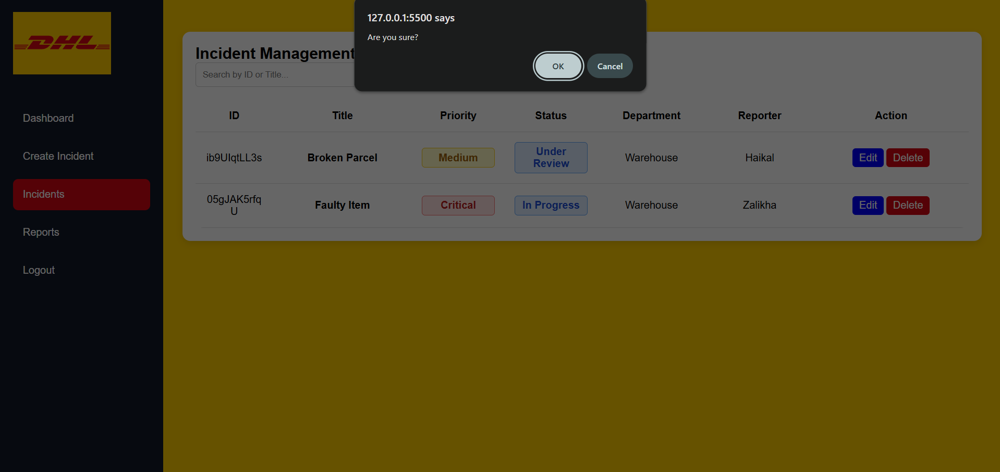 DHL
Dashboard
Create Incident
Incidents
Reports
Logout
127.0.0.1:5500 says
Are you sure?
OK Cancel
Incident Management
Search by ID or Title...
ID Title Priority Status Department Reporter Action
ib9UIqtLL3s Broken Parcel Medium Under Review Warehouse Haikal Edit Delete
05gJAK5rfq
U Faulty Item Critical In Progress Warehouse Zalikha Edit Delete